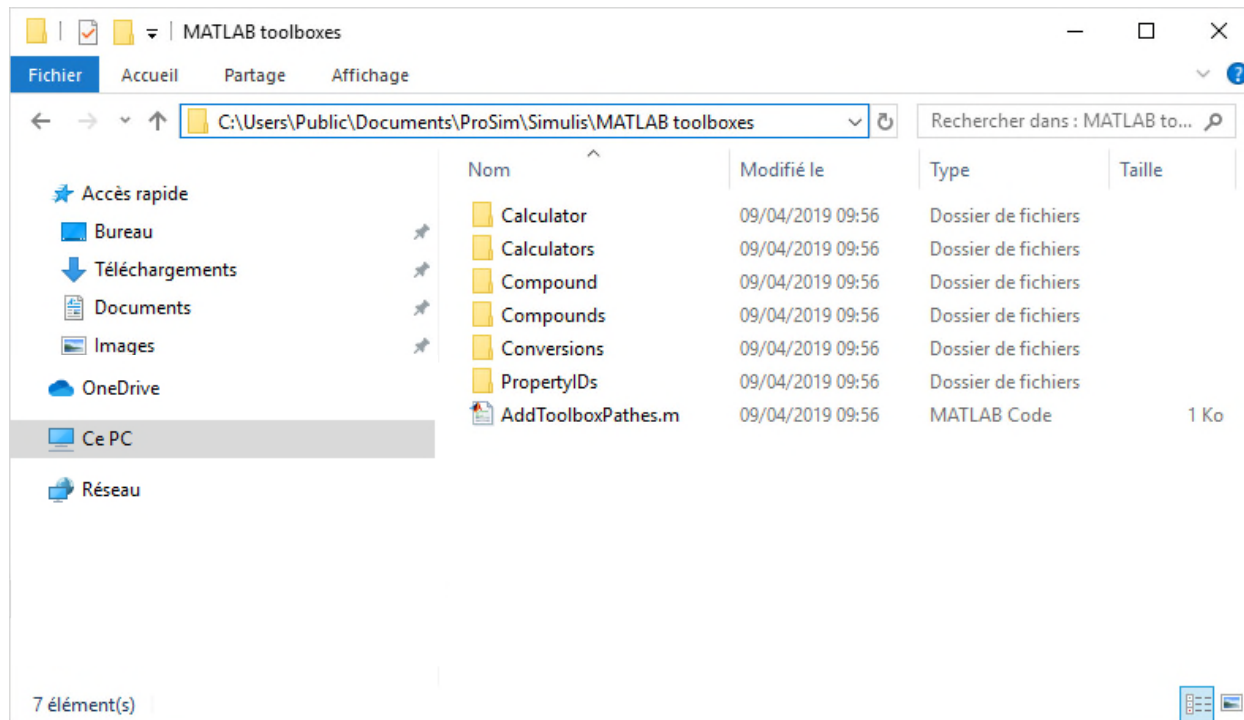 MATLAB toolboxes
Fichier Accueil Partage Affichage
C:\Users\Public\Documents\ProSim\Simulis\MATLAB toolboxes Rechercher dans : MATLAB to...
Nom Modifié le Type Taille
Accès rapide
Bureau
Téléchargements
Documents
Images
OneDrive
Ce PC
Réseau
Calculator 09/04/2019 09:56 Dossier de fichiers
Calculators 09/04/2019 09:56 Dossier de fichiers
Compound 09/04/2019 09:56 Dossier de fichiers
Compounds 09/04/2019 09:56 Dossier de fichiers
Conversions 09/04/2019 09:56 Dossier de fichiers
PropertyIDs 09/04/2019 09:56 Dossier de fichiers
AddToolboxPathes.m 09/04/2019 09:56 MATLAB Code 1 Ko
7 élément(s)